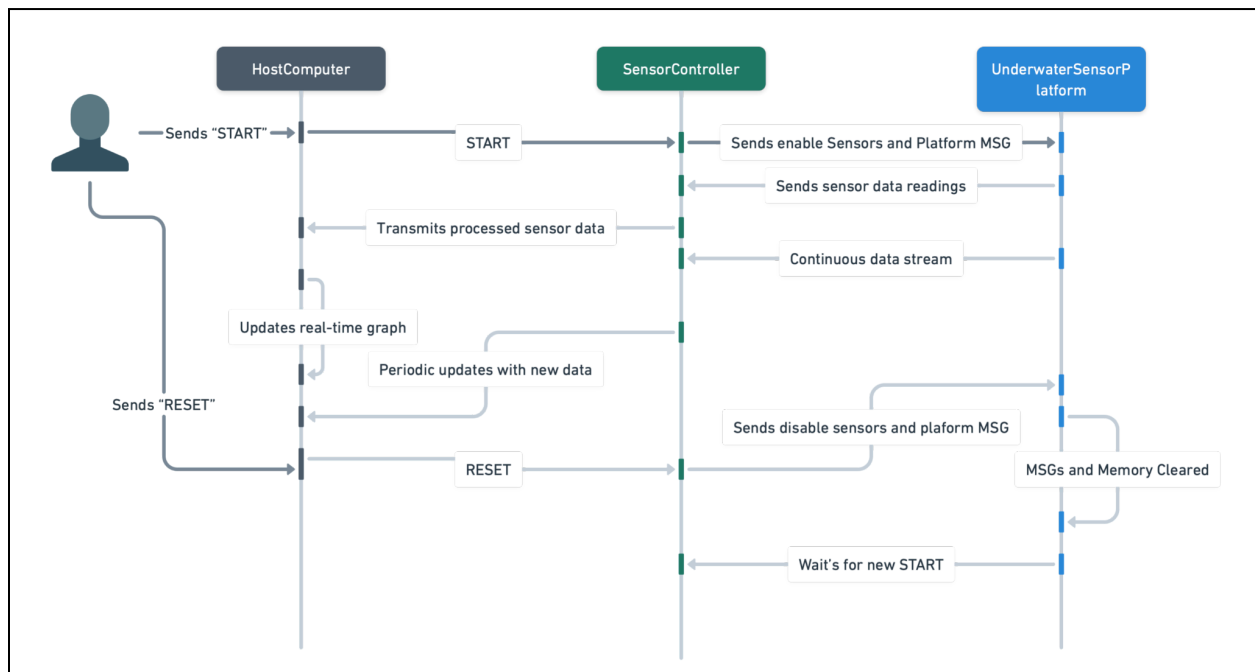 HostComputer
SensorController
UnderwaterSensorP
latform
Sends “START”
START
Sends enable Sensors and Platform MSG
Sends sensor data readings
Transmits processed sensor data
Continuous data stream
Updates real-time graph
Periodic updates with new data
Sends “RESET”
Sends disable sensors and plaform MSG
RESET
MSGs and Memory Cleared
Wait’s for new START